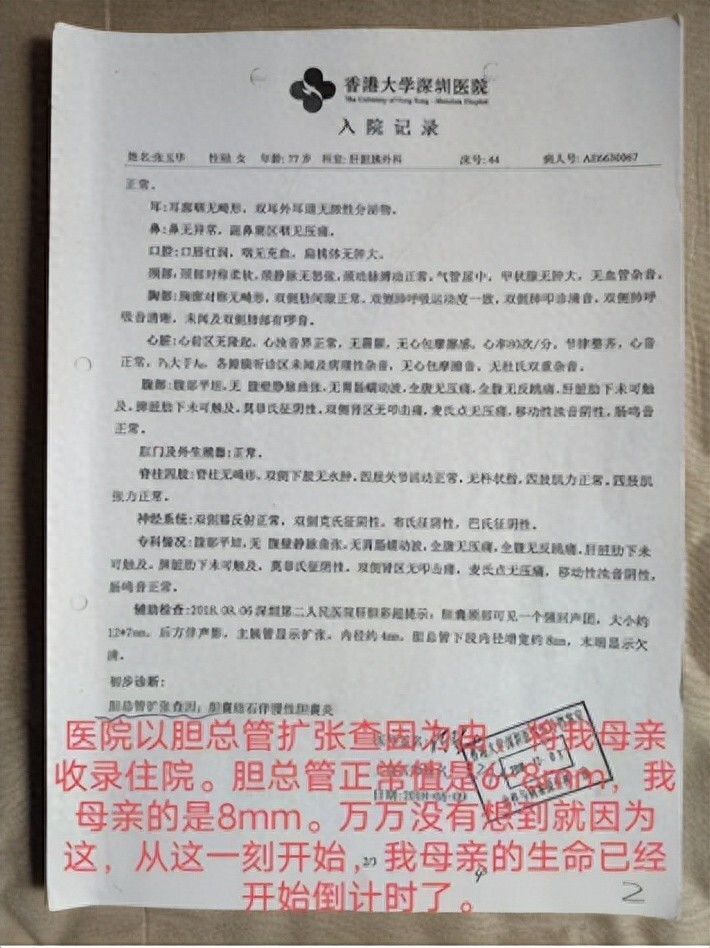 香港大学深圳医院
The University of Hong Kong - Shenzhen Hospital
入院记录
姓名:张玉华 性别:女 年龄:77岁 科室:肝胆胰外科 床号:44 病人号:
正常。
耳:耳廓 无畸形,双耳外耳道无脓性分泌物。
鼻:鼻无异常,副鼻窦区 无压痛。
口腔:口唇红润,咽无充血,扁桃体无肿大。
颈部:颈部对称柔软,颈静脉无怒张,颈动脉搏动正常,气管居中,甲状腺无肿大,无血管杂音。
胸部:胸廓对称无畸形,双侧肋间隙正常,双侧肺呼吸运动度一致,双侧肺叩诊清音,双侧肺呼
吸音清晰,未闻及双侧肺部有啰音。
心脏:心前区无隆起,心浊音界正常,无震颤,无心包摩擦感,心率 次/分,节律整齐,心音
正常,各瓣膜听诊区未闻及病理性杂音,无心包摩擦音,无杜氏双重杂音。
腹部:腹部平坦,无 腹壁静脉曲张,无胃肠蠕动波,全腹无压痛,全腹无反跳痛,肝脏肋下未可触
及,脾脏肋下未可触及,莫菲氏征阴性,双侧肾区无叩击痛,麦氏点无压痛,移动性浊音阴性,肠鸣音
正常。
肛门及外生殖器:正常。
脊柱四肢:脊柱无畸形,双侧下肢无水肿,四肢关节活动正常,无杵状指,四肢肌力正常,四肢肌
张力正常。
神经系统:双侧膝反射正常,双侧克氏征阴性,布氏征阴性,巴氏征阴性。
专科情况:腹部平坦,无 腹壁静脉曲张,无胃肠蠕动波,全腹无压痛,全腹无反跳痛,肝脏肋下未
可触及,脾脏肋下未可触及,莫菲氏征阴性,双侧肾区无叩击痛,麦氏点无压痛,移动性浊音阴性,
肠鸣音正常。
辅助检查:2018.08.06深圳第二人民医院肝胆彩超提示:胆囊颈部可见一个强回声团,大小约
12*7mm,后方伴声影,主胰管显示扩张,内径约4mm,胆总管下段内径增宽约8mm,未明显示欠
清。
初步诊断:
胆总管扩张查因;胆囊结石伴慢性胆囊炎
医院以胆总管扩张查因为由,将我母亲
收录住院。胆总管正常值是6-8mm,我
母亲的是8mm。万万没有想到就因为
这,从这一刻开始,我母亲的生命已经
开始倒计时了。
2/3
2